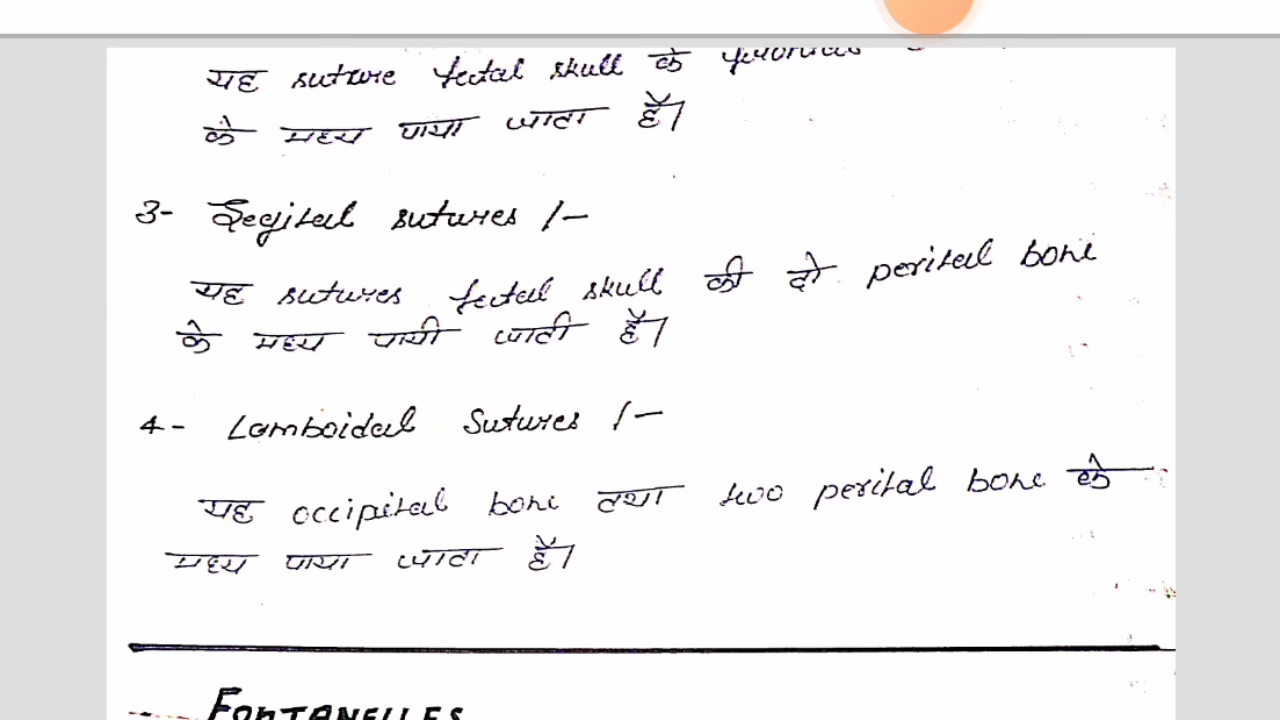 यह suture fetal skull के
के मध्य पाया जाता है।
3- Segital sutures :-
यह sutures fetal skull की दो perital bone
के मध्य पायी जाती है।
4- Lamboidal Sutures :-
यह occipital bone तथा two perital bone के
मध्य पाया जाता है।
FONTANELLES